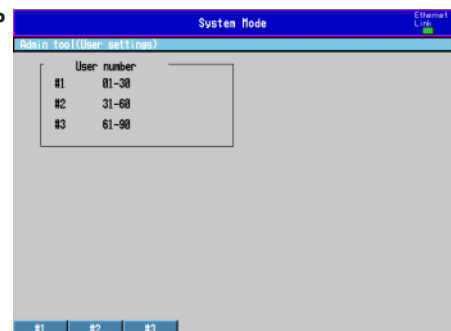 System Mode
Ethernet
Link
Admin tool(User settings)
User number
#1 01-30
#2 31-60
#3 61-90
#1 #2 #3